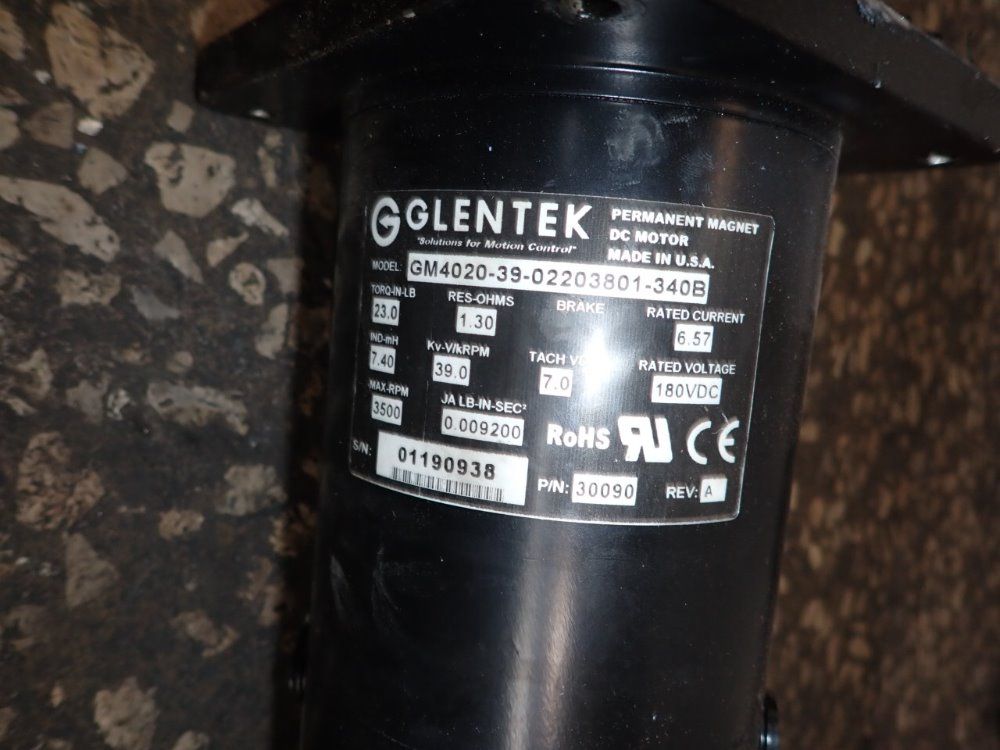 GLENTEK
"Solutions for Motion Control"
PERMANENT MAGNET
DC MOTOR
MADE IN U.S.A.
MODEL: GM4020-39-02203801-340B
TORQ-IN-LB RES-OHMS BRAKE RATED CURRENT
23.0 1.30 6.57
IND-mH Kv-V/kRPM TACH RATED VOLTAGE
7.40 39.0 7.0 180VDC
MAX-RPM JA LB-IN-SEC²
3500 0.009200 RoHS RU CE
S/N: 01190938 P/N: 30090 REV: A